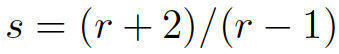 s = (r + 2)/(r − 1)